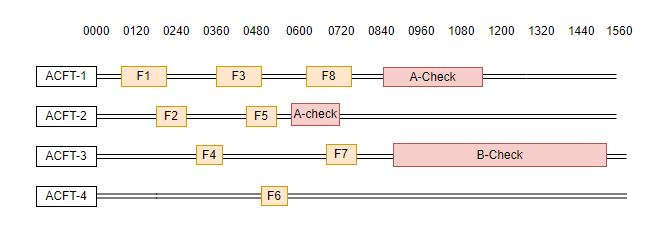 0000 0120 0240 0360 0480 0600 0720 0840 0960 1080 1200 1320 1440 1560
ACFT-1 F1 F3 F8 A-Check
ACFT-2 F2 F5 A-check
ACFT-3 F4 F7 B-Check
ACFT-4 F6